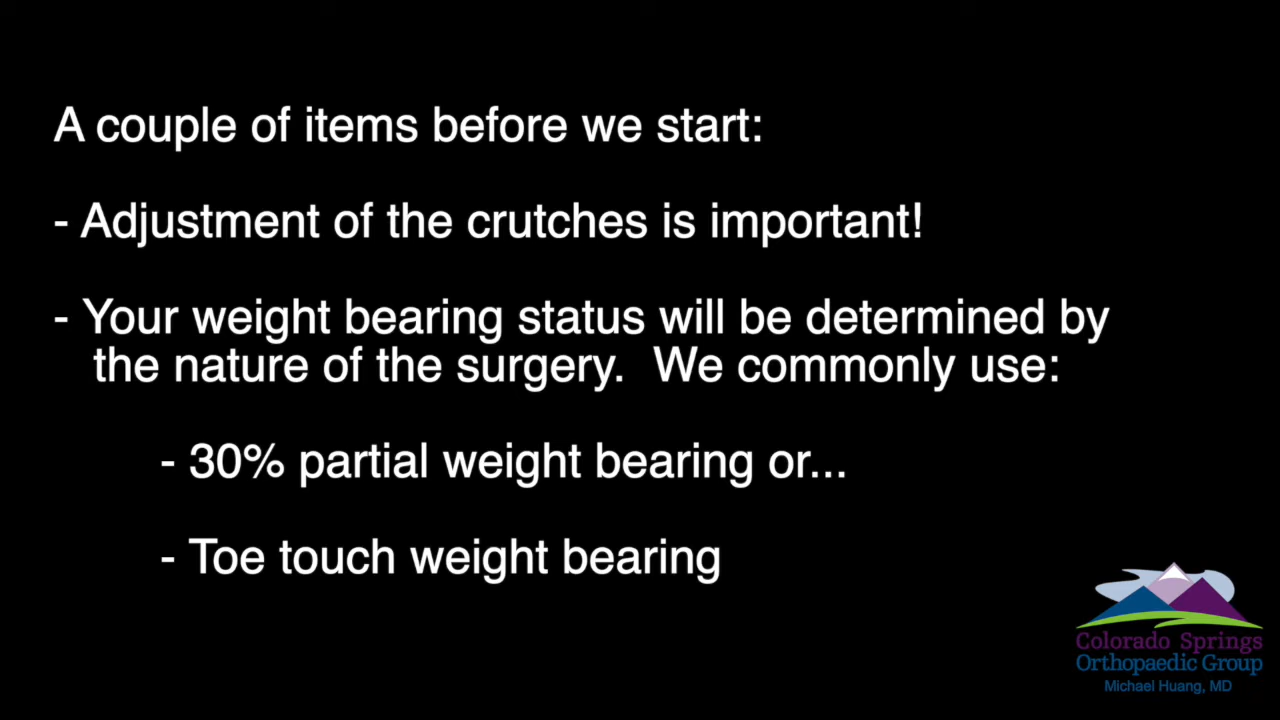 A couple of items before we start:
- Adjustment of the crutches is important!
- Your weight bearing status will be determined by
the nature of the surgery.  We commonly use:
- 30% partial weight bearing or...
- Toe touch weight bearing
Colorado Springs
Orthopaedic Group
Michael Huang, MD